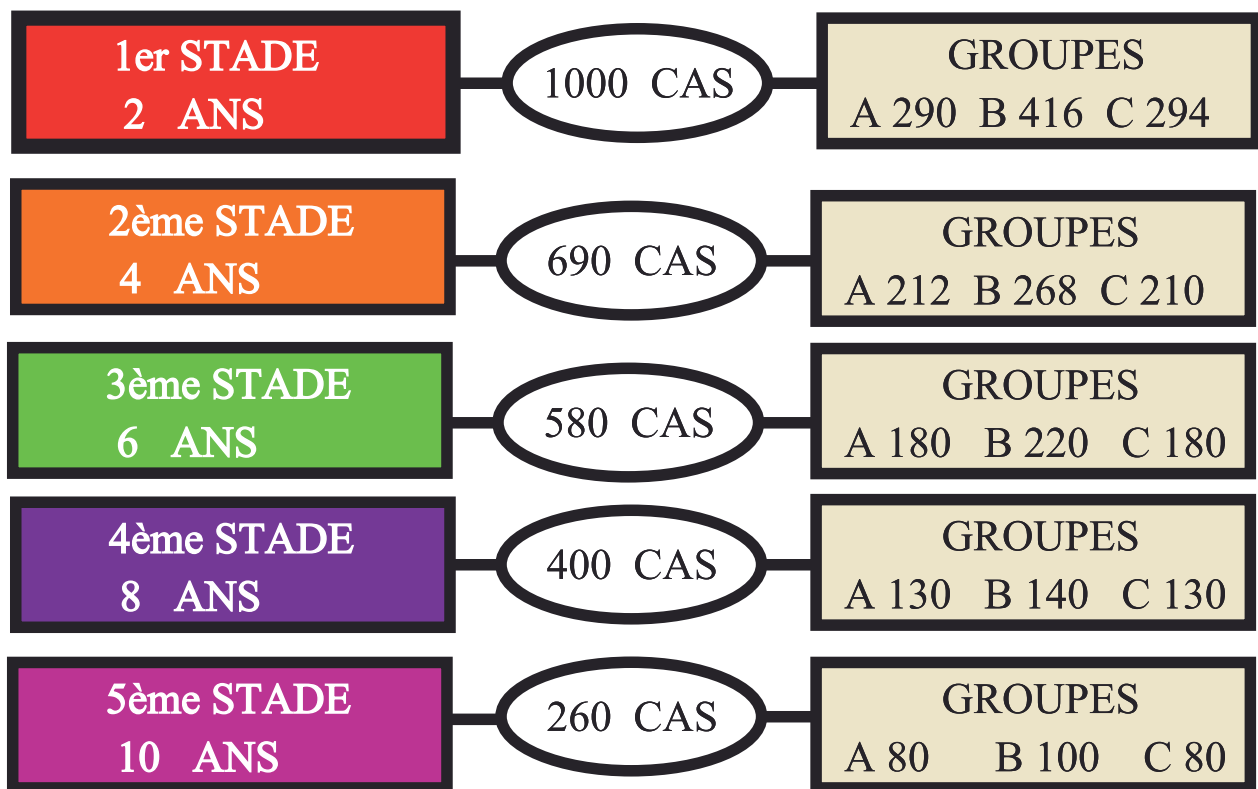 1er STADE
2 ANS
1000 CAS
GROUPES
A 290 B 416 C 294
2ème STADE
4 ANS
690 CAS
GROUPES
A 212 B 268 C 210
3ème STADE
6 ANS
580 CAS
GROUPES
A 180 B 220 C 180
4ème STADE
8 ANS
400 CAS
GROUPES
A 130 B 140 C 130
5ème STADE
10 ANS
260 CAS
GROUPES
A 80 B 100 C 80